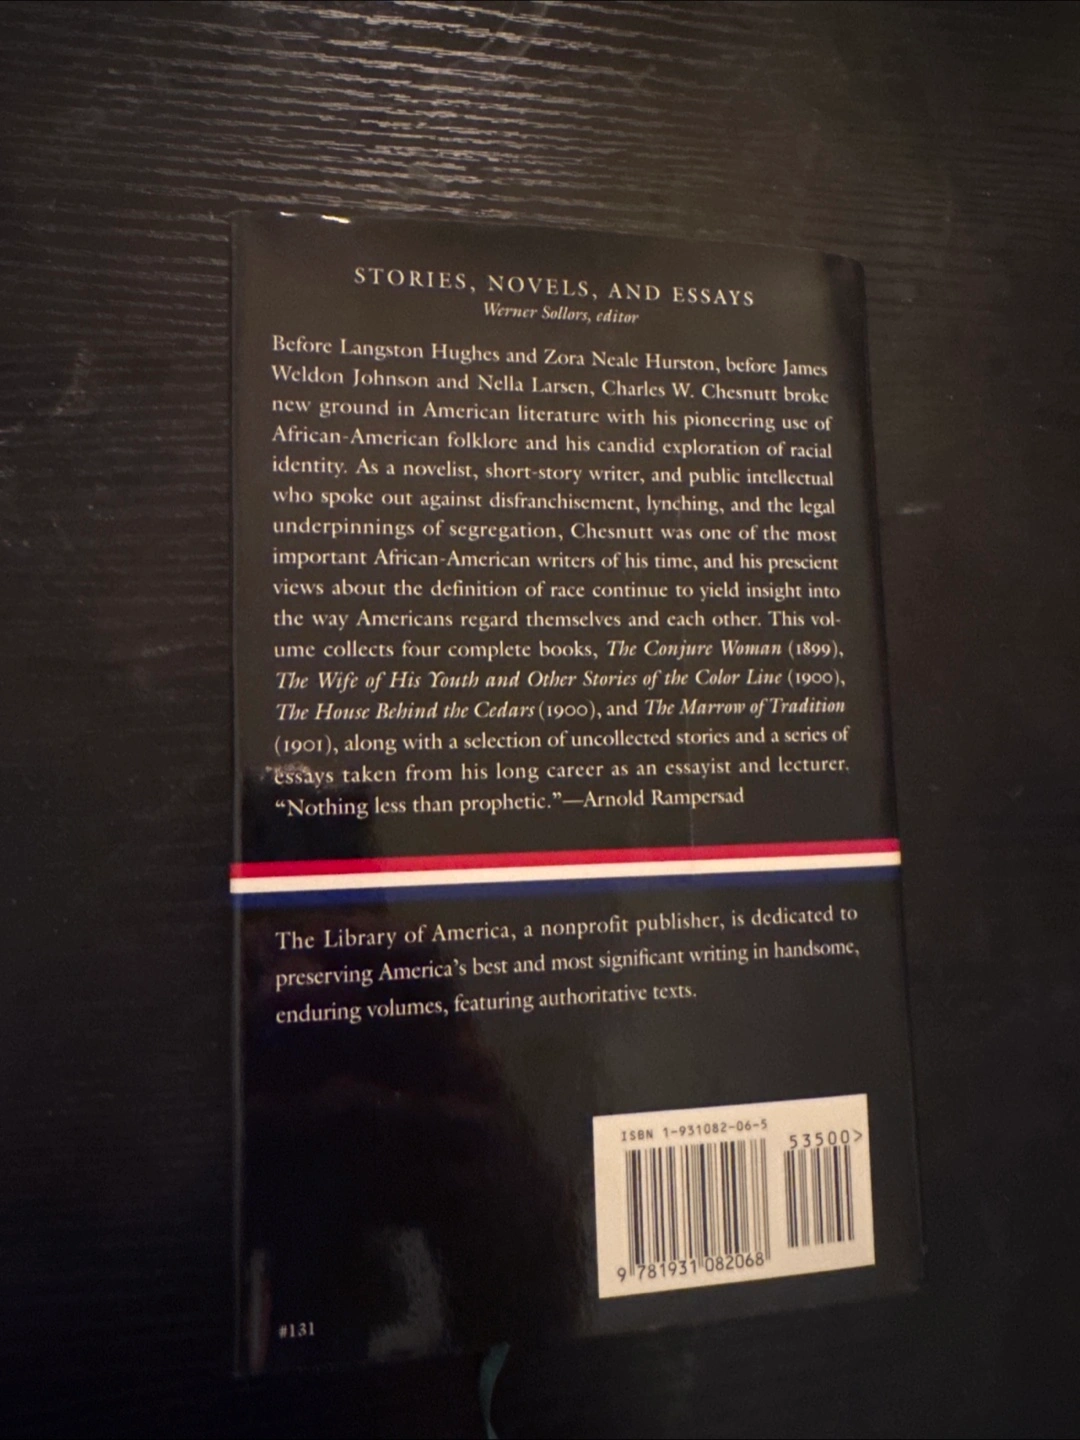 STORIES, NOVELS, AND ESSAYS
Werner Sollors, editor
Before Langston Hughes and Zora Neale Hurston, before James
Weldon Johnson and Nella Larsen, Charles W. Chesnutt broke
new ground in American literature with his pioneering use of
African-American folklore and his candid exploration of racial
identity. As a novelist, short-story writer, and public intellectual
who spoke out against disfranchisement, lynching, and the legal
underpinnings of segregation, Chesnutt was one of the most
important African-American writers of his time, and his prescient
views about the definition of race continue to yield insight into
the way Americans regard themselves and each other. This vol-
ume collects four complete books, The Conjure Woman (1899),
The Wife of His Youth and Other Stories of the Color Line (1900),
The House Behind the Cedars (1900), and The Marrow of Tradition
(1901), along with a selection of uncollected stories and a series of
essays taken from his long career as an essayist and lecturer.
“Nothing less than prophetic.”—Arnold Rampersad
The Library of America, a nonprofit publisher, is dedicated to
preserving America’s best and most significant writing in handsome,
enduring volumes, featuring authoritative texts.
ISBN 1-931082-06-5
53500>
9 781931 082068
#131